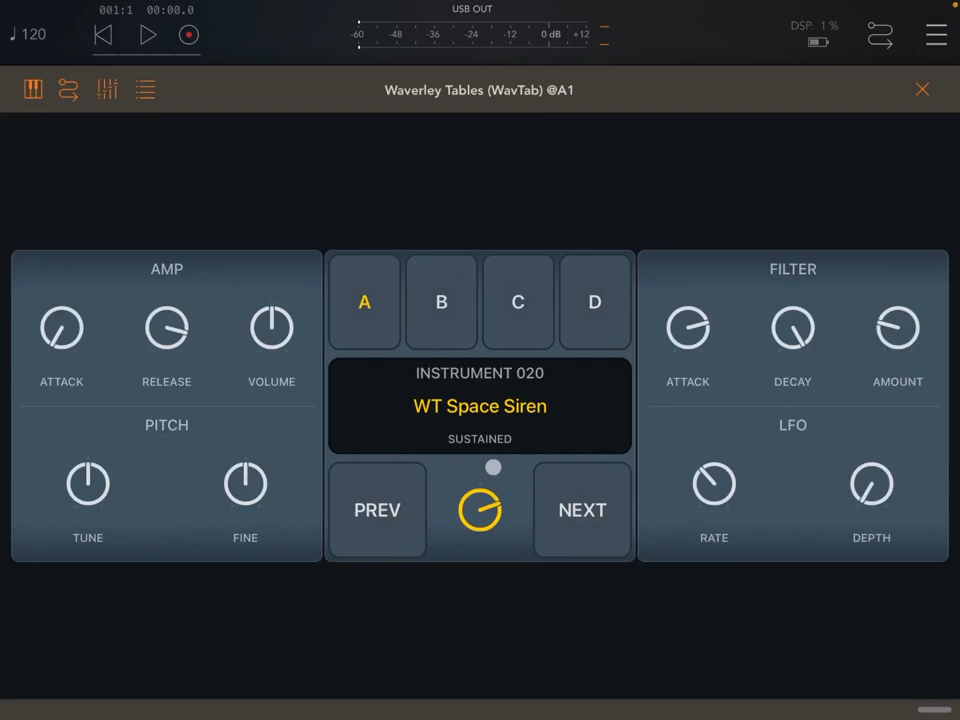 001:1 00:00.0
USB OUT
120
-60 -48 -36 -24 -12 0 dB +12
DSP: 1 %
Waverley Tables (WavTab) @A1
AMP
ATTACK RELEASE VOLUME
PITCH
TUNE FINE
A B C D
INSTRUMENT 020
WT Space Siren
SUSTAINED
PREV NEXT
FILTER
ATTACK DECAY AMOUNT
LFO
RATE DEPTH